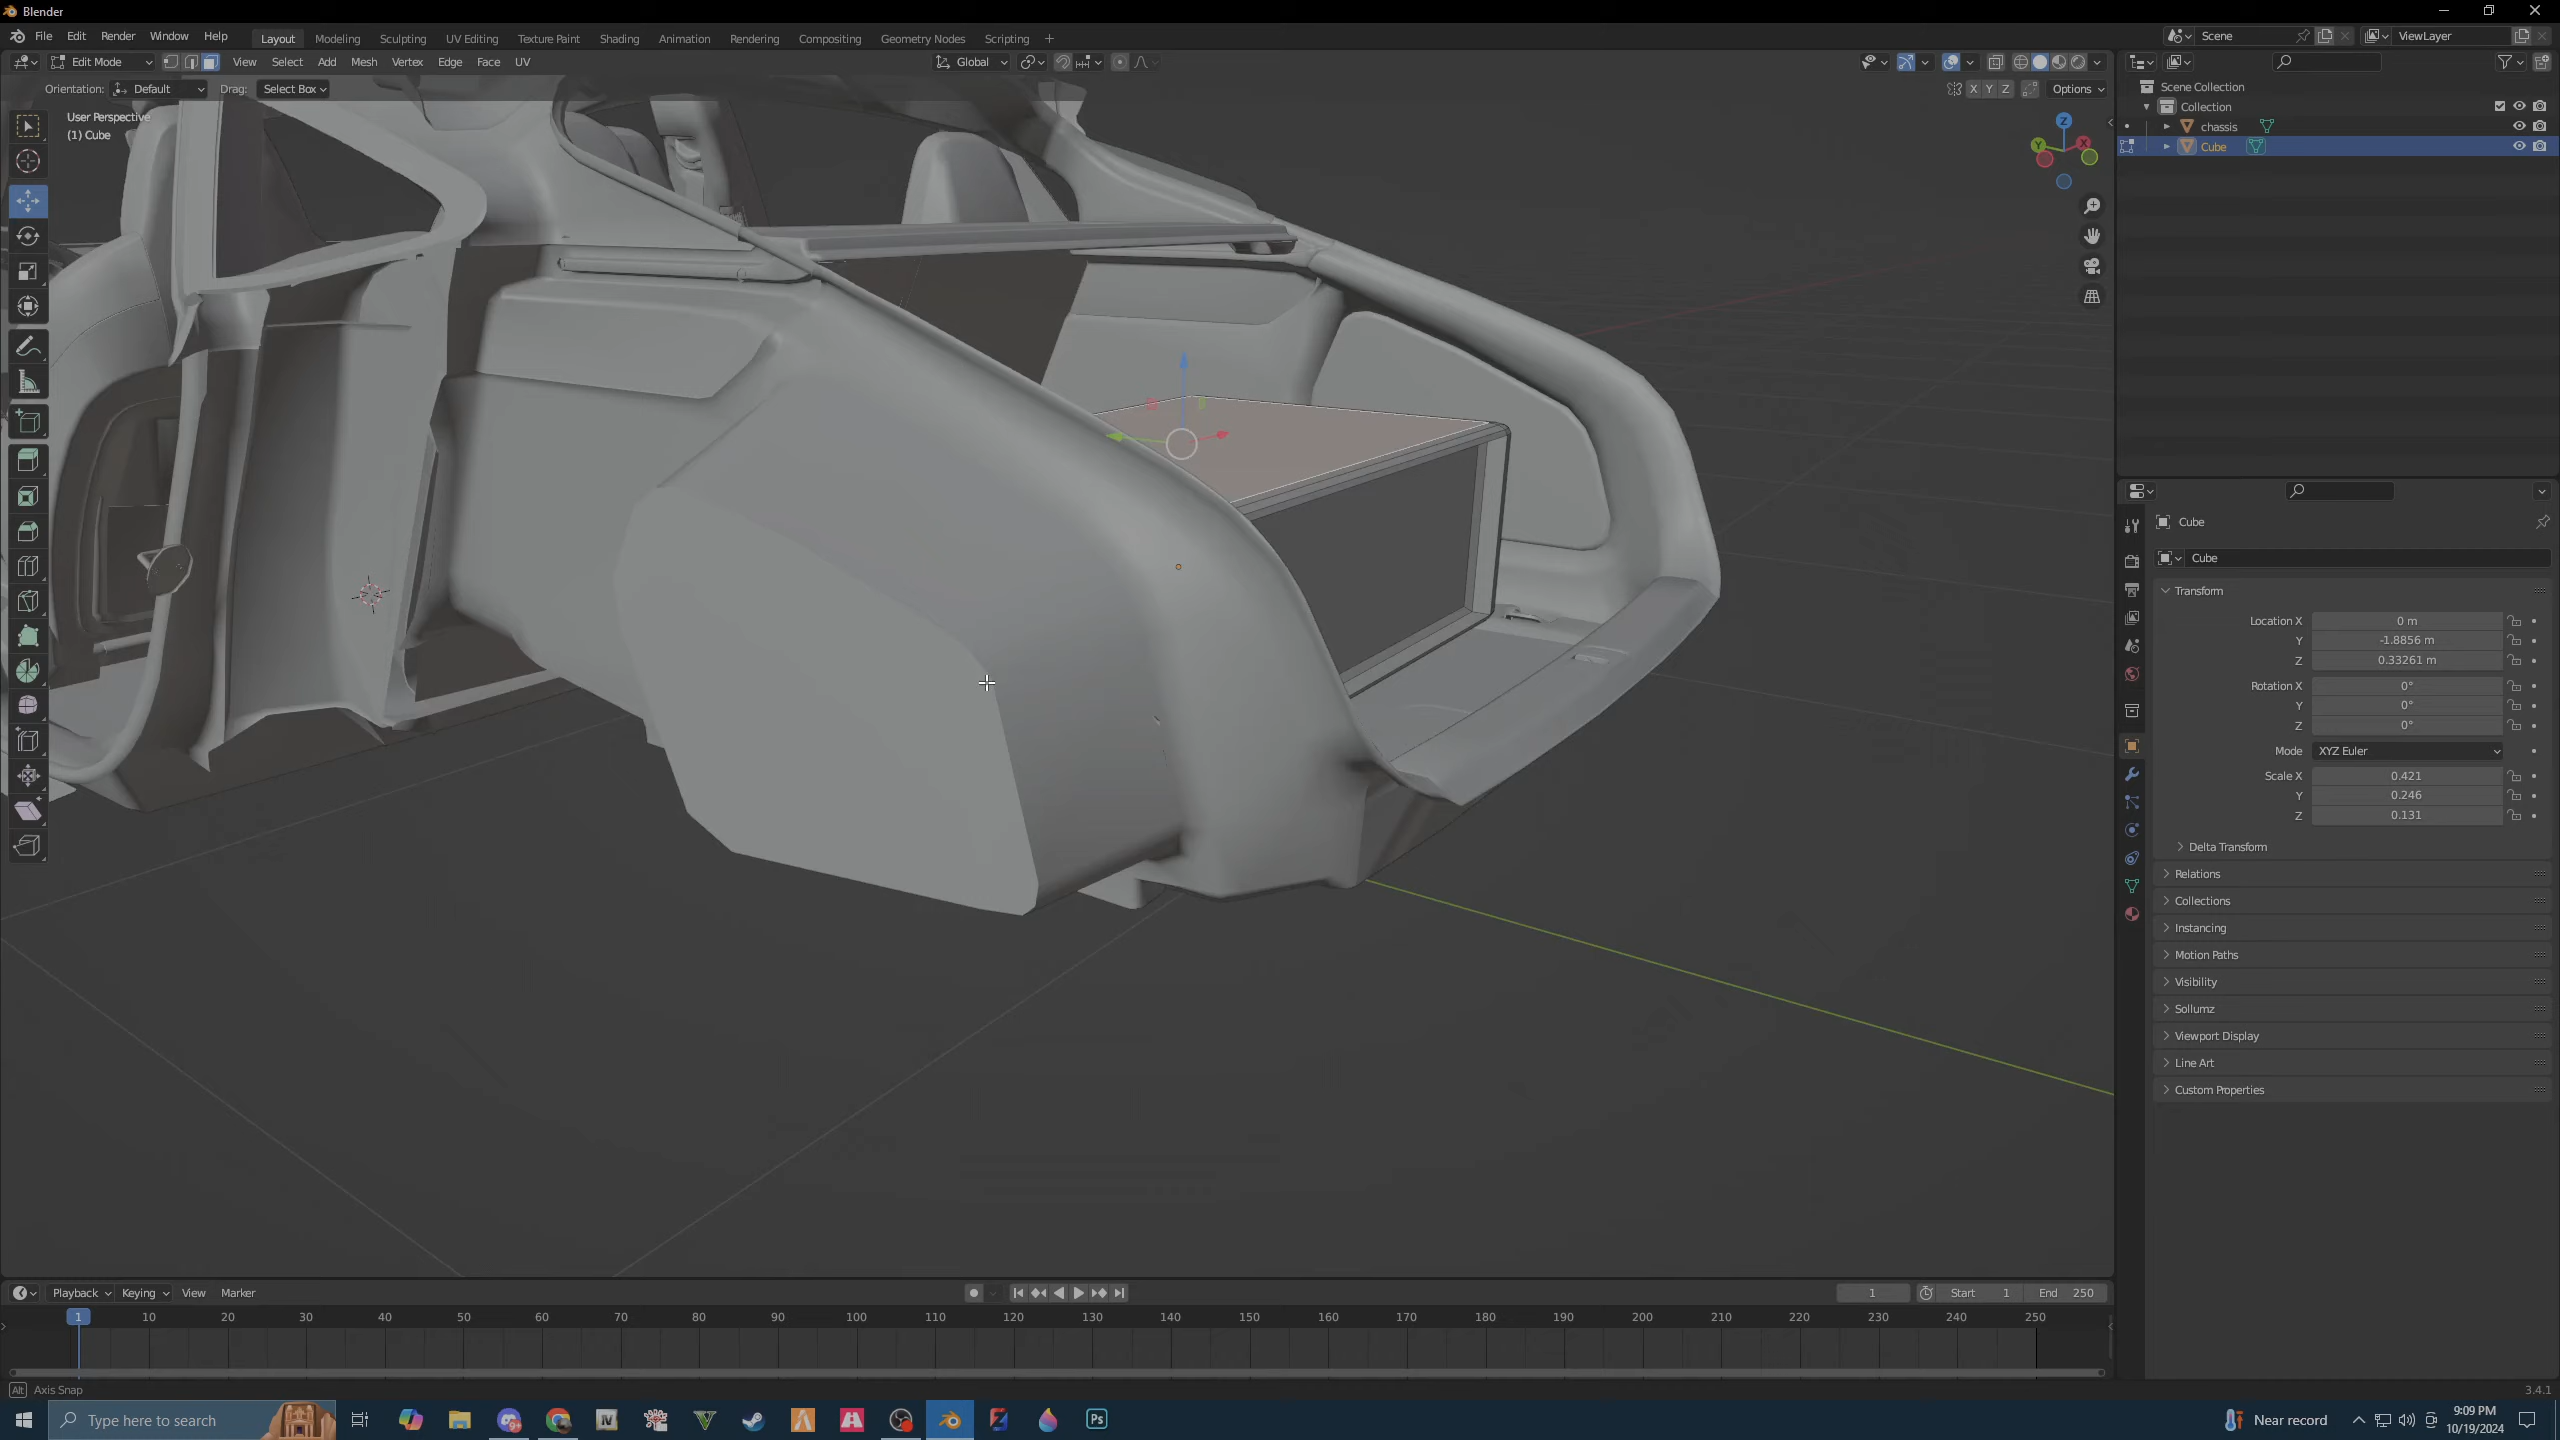 Blender
File Edit Render Window Help
Layout Modeling Sculpting UV Editing Texture Paint Shading Animation Rendering Compositing Geometry Nodes Scripting +
Scene
ViewLayer
Edit Mode View Select Add Mesh Vertex Edge Face UV
Global
Orientation: Default Drag: Select Box
X Y Z Options
User Perspective
(1) Cube
Z
Y
X
Scene Collection
Collection
chassis
Cube
Cube
Cube
Transform
Location X 0 m
Y -1.8856 m
Z 0.33261 m
Rotation X 0°
Y 0°
Z 0°
Mode XYZ Euler
Scale X 0.421
Y 0.246
Z 0.131
Delta Transform
Relations
Collections
Instancing
Motion Paths
Visibility
Sollumz
Viewport Display
Line Art
Custom Properties
Playback Keying View Marker
1 Start 1 End 250
1 10 20 30 40 50 60 70 80 90 100 110 120 130 140 150 160 170 180 190 200 210 220 230 240 250
Alt Axis Snap
3.4.1
Type here to search
Ps
Near record
9:09 PM
10/19/2024